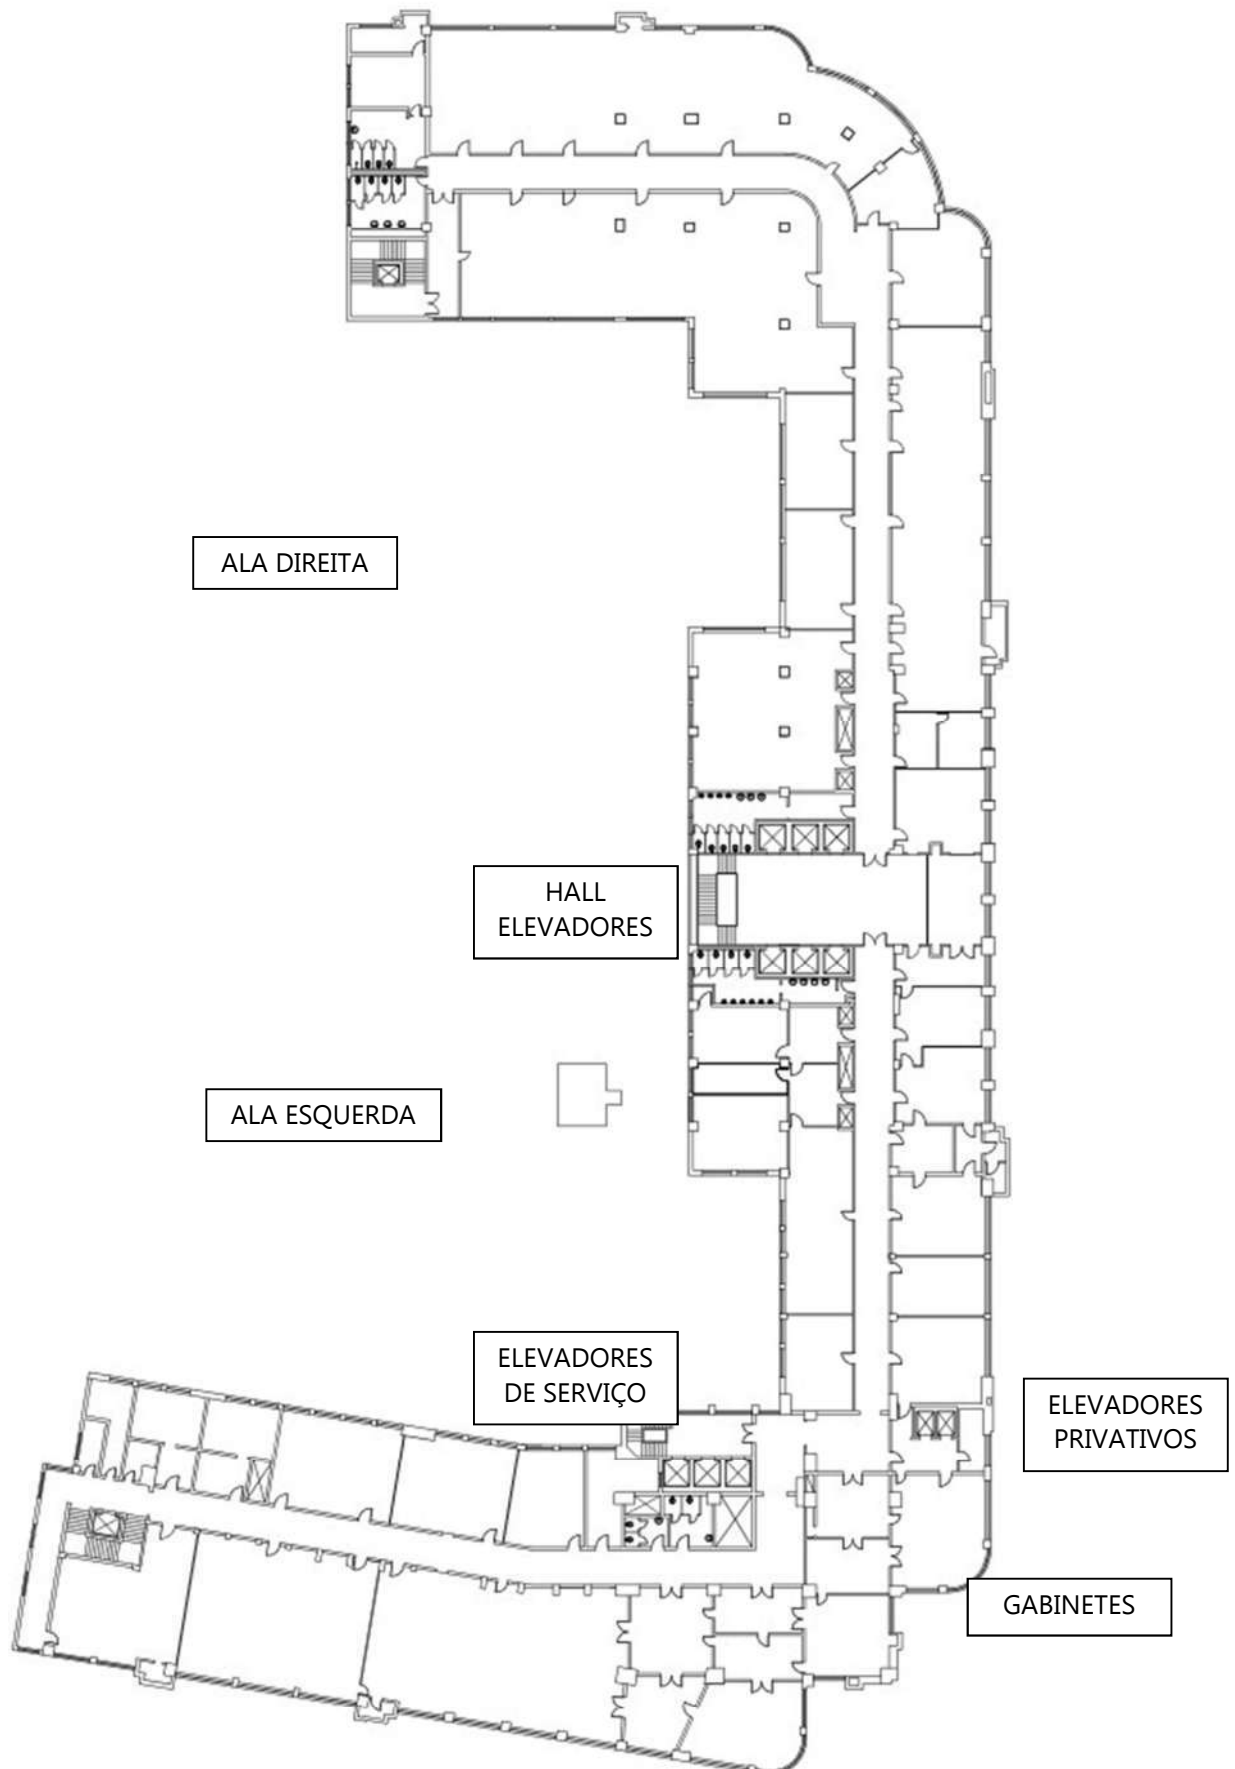 ALA DIREITA
HALL
ELEVADORES
ALA ESQUERDA
ELEVADORES
DE SERVIÇO
ELEVADORES
PRIVATIVOS
GABINETES